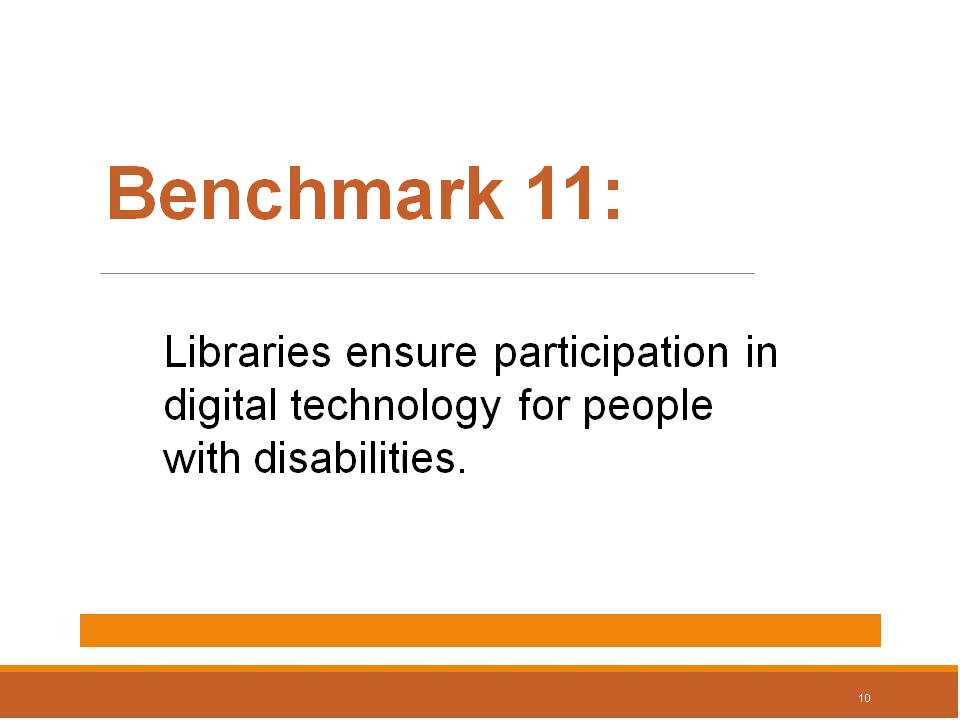 Benchmark 11:
Libraries ensure participation in
digital technology for people
with disabilities.
10